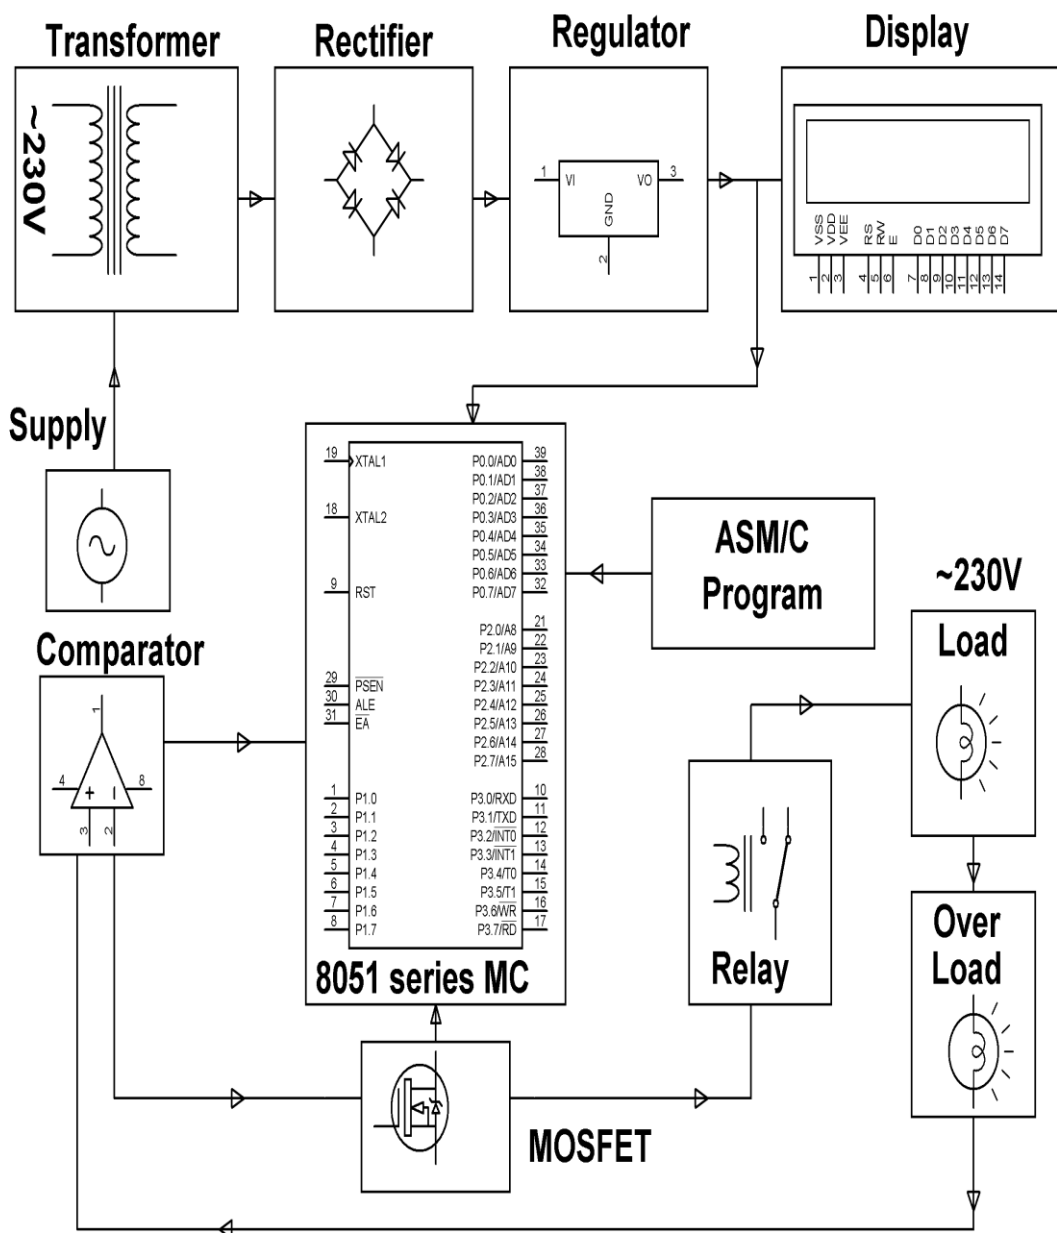 Transformer
Rectifier
Regulator
Display
~230V
1
VI
VO
3
GND
2
VSS
VDD
VEE
RS
RW
E
D0
D1
D2
D3
D4
D5
D6
D7
1
2
3
4
5
6
7
8
9
10
11
12
13
14
Supply
19 XTAL1
18 XTAL2
9 RST
29 PSEN
30 ALE
31 EA
1 P1.0
2 P1.1
3 P1.2
4 P1.3
5 P1.4
6 P1.5
7 P1.6
8 P1.7
P0.0/AD0 39
P0.1/AD1 38
P0.2/AD2 37
P0.3/AD3 36
P0.4/AD4 35
P0.5/AD5 34
P0.6/AD6 33
P0.7/AD7 32
P2.0/A8 21
P2.1/A9 22
P2.2/A10 23
P2.3/A11 24
P2.4/A12 25
P2.5/A13 26
P2.6/A14 27
P2.7/A15 28
P3.0/RXD 10
P3.1/TXD 11
P3.2/INT0 12
P3.3/INT1 13
P3.4/T0 14
P3.5/T1 15
P3.6/WR 16
P3.7/RD 17
8051 series MC
ASM/C
Program
~230V
Load
Comparator
1
4
8
+
−
3
2
Relay
Over
Load
MOSFET